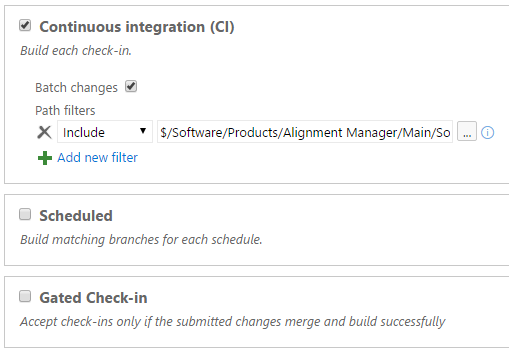 Continuous integration (CI)
Build each check-in.
Batch changes
Path filters
Include $/Software/Products/Alignment Manager/Main/So ...
Add new filter
Scheduled
Build matching branches for each schedule.
Gated Check-in
Accept check-ins only if the submitted changes merge and build successfully